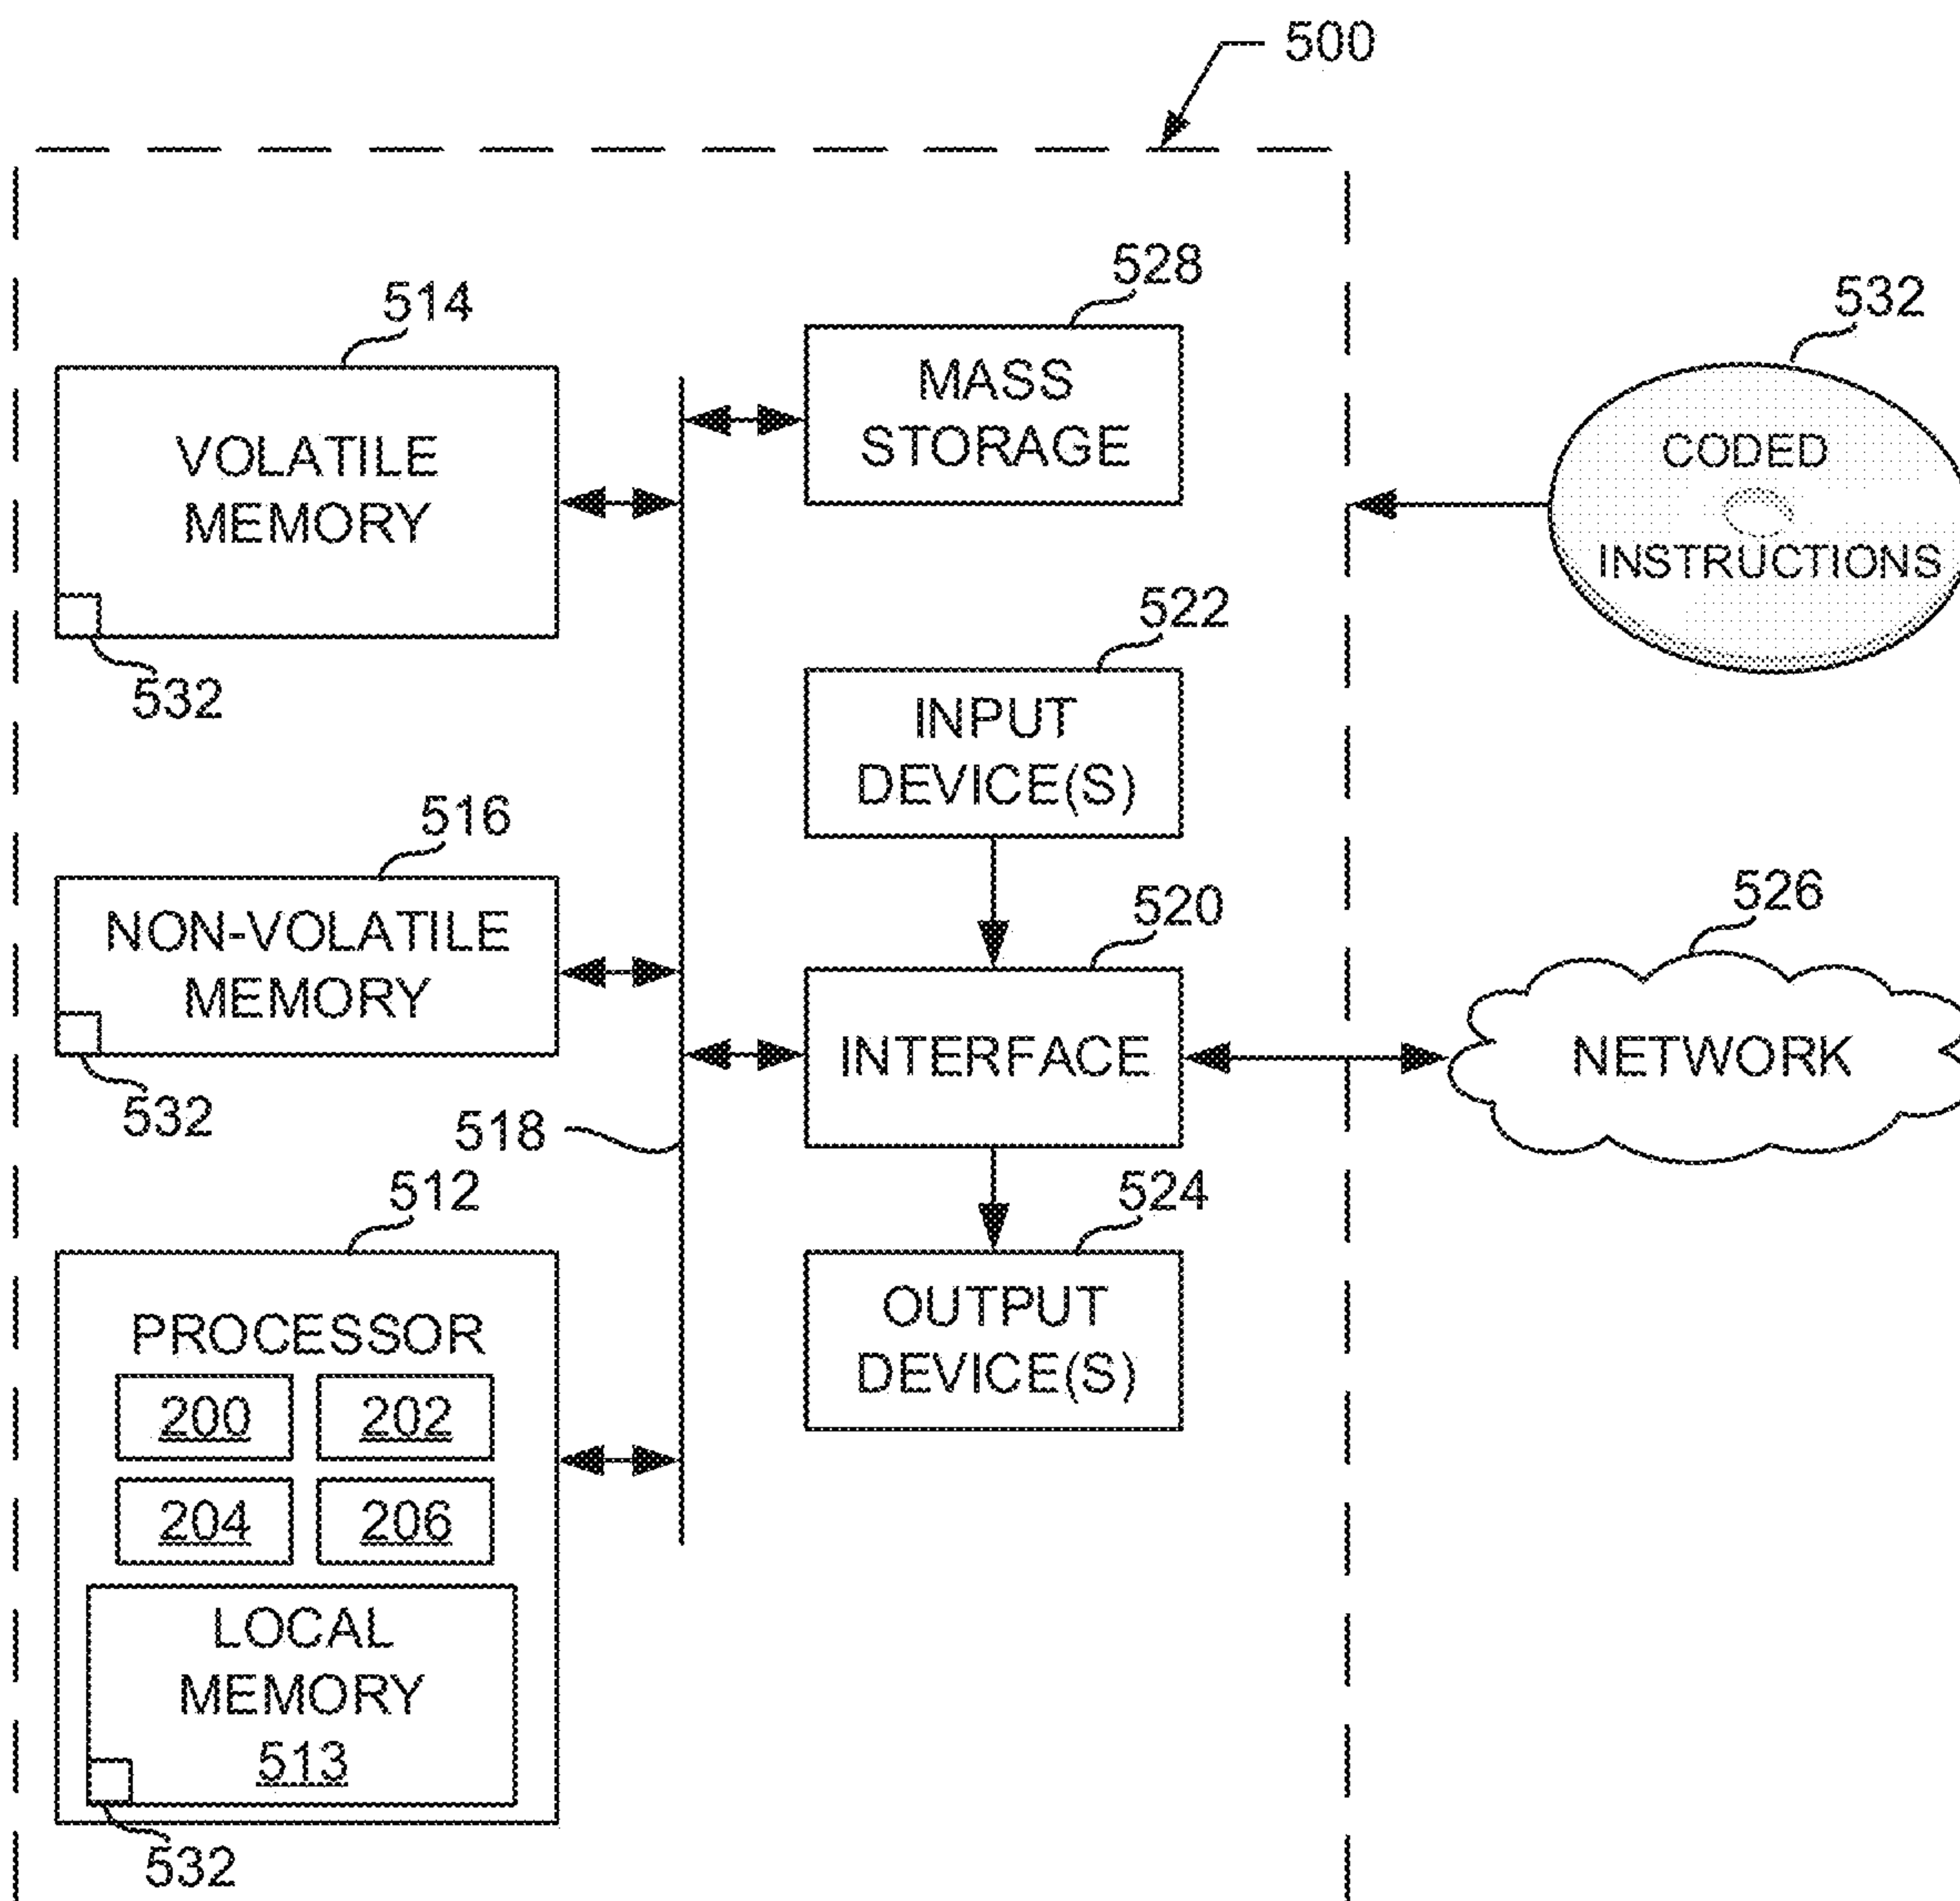 500
514
VOLATILE
MEMORY
532
528
MASS
STORAGE
532
CODED
INSTRUCTIONS
522
INPUT
DEVICE(S)
516
NON-VOLATILE
MEMORY
532
518
520
INTERFACE
526
NETWORK
512
PROCESSOR
200 202
204 206
LOCAL
MEMORY
513
532
524
OUTPUT
DEVICE(S)